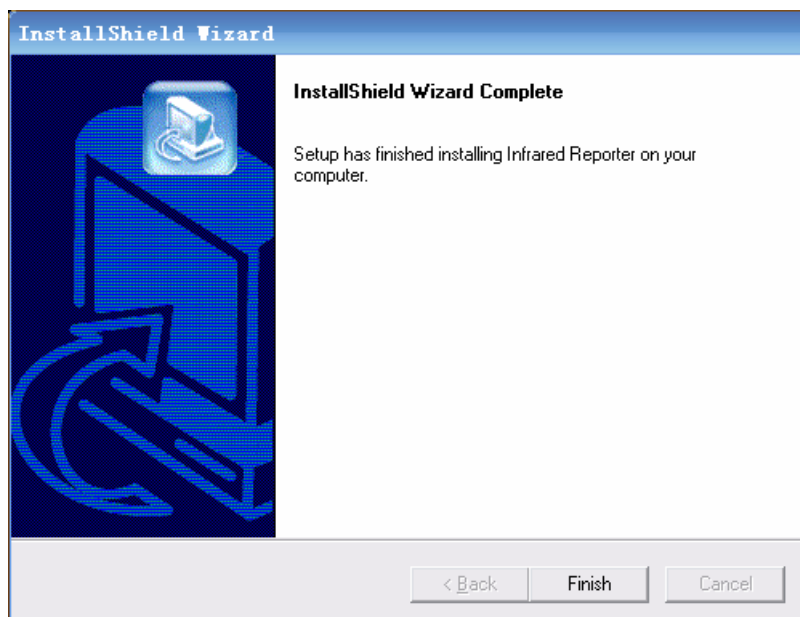 InstallShield Wizard
InstallShield Wizard Complete
Setup has finished installing Infrared Reporter on your
computer.
< Back
Finish
Cancel